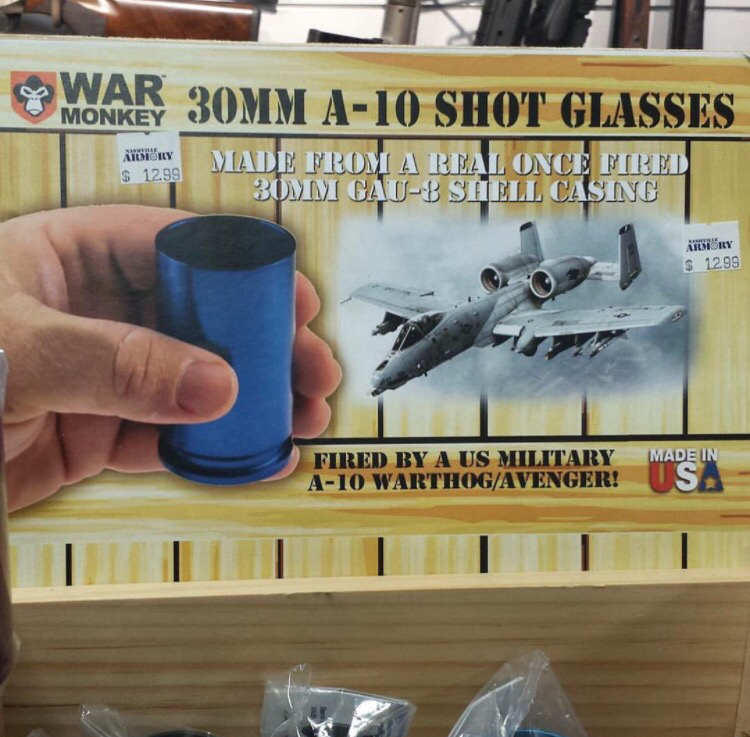 WAR
MONKEY
30MM A-10 SHOT GLASSES
NASHVILLE
ARMORY
$ 12.99
MADE FROM A REAL ONCE FIRED
30MM GAU-8 SHELL CASING
NASHVILLE
ARMORY
$ 12.99
FIRED BY A US MILITARY
A-10 WARTHOG/AVENGER!
MADE IN
USA